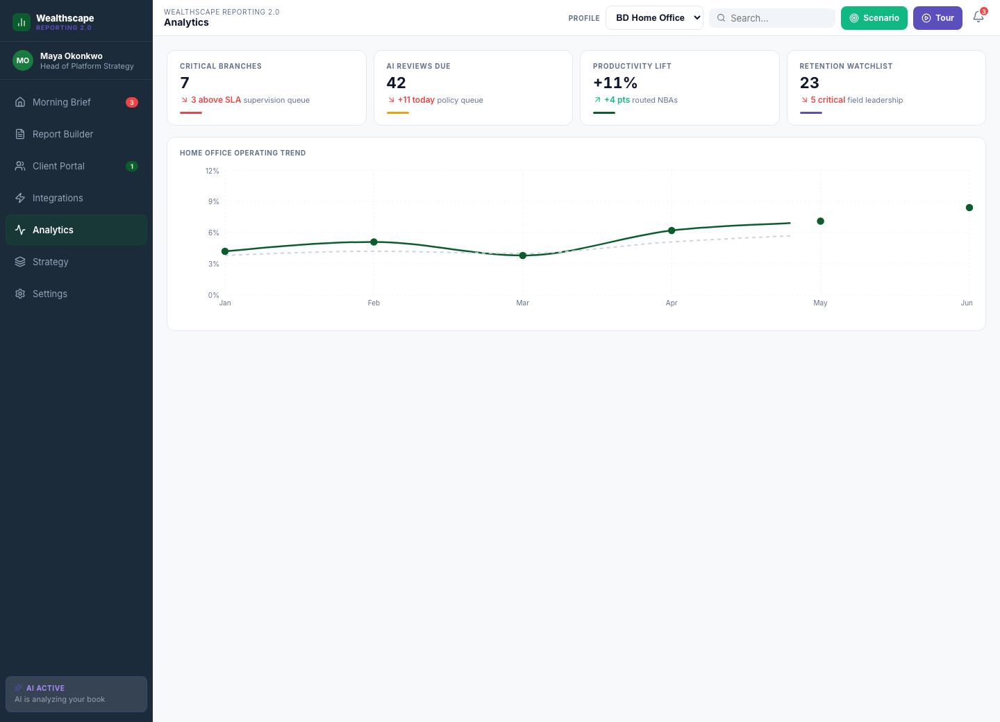 Wealthscape
REPORTING 2.0
MO
Maya Okonkwo
Head of Platform Strategy
Morning Brief
3
Report Builder
Client Portal
1
Integrations
Analytics
Strategy
Settings
AI ACTIVE
AI is analyzing your book
WEALTHSCAPE REPORTING 2.0
Analytics
PROFILE
BD Home Office
Search...
Scenario
Tour
3
CRITICAL BRANCHES
7
3 above SLA supervision queue
AI REVIEWS DUE
42
+11 today policy queue
PRODUCTIVITY LIFT
+11%
+4 pts routed NBAs
RETENTION WATCHLIST
23
5 critical field leadership
HOME OFFICE OPERATING TREND
12%
9%
6%
3%
0%
Jan Feb Mar Apr May Jun